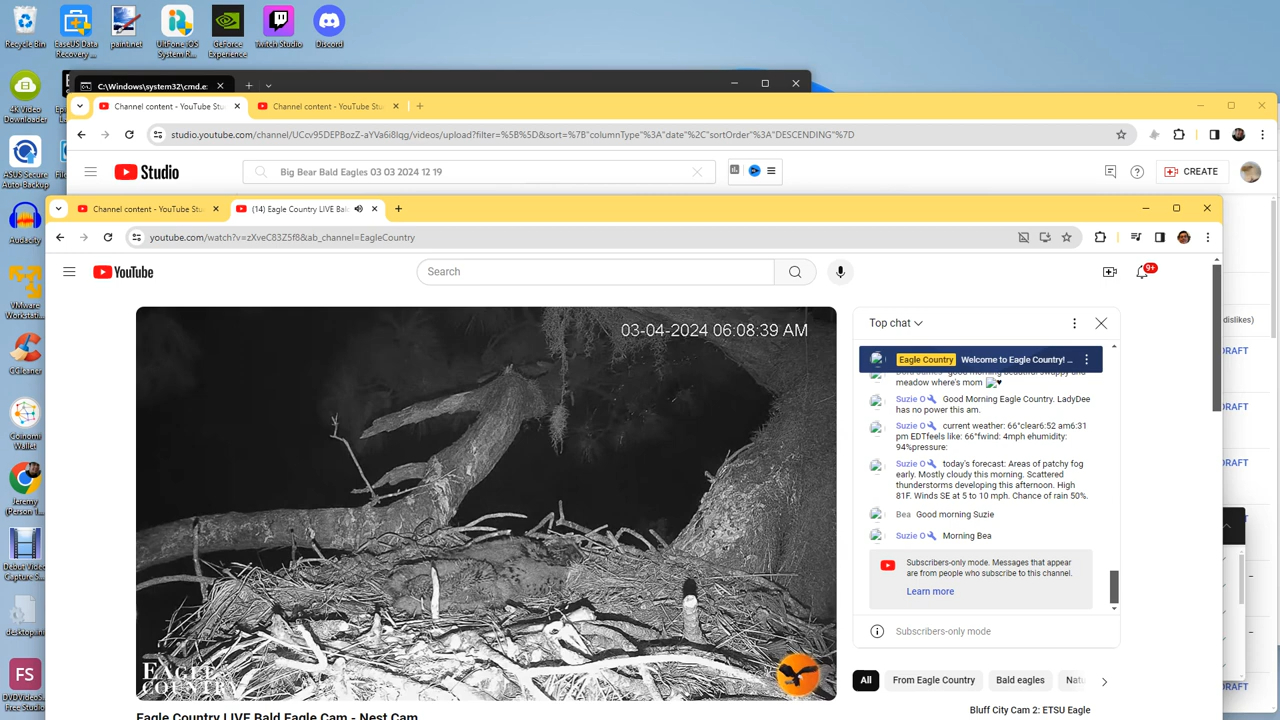 Recycle Bin
EaseUS Data
Recovery ...
paint.net
UltFone iOS
System R...
GeForce
Experience
Twitch Studio
Discord
C:\Windows\system32\cmd.e:
Channel content - YouTube Stu
Channel content - YouTube Stu
4K Video
Downloader
studio.youtube.com/channel/UCcv95DEPBozZ-aYVa6i8lqg/videos/upload?filter=%5B%5D&sort=%7B"columnType"%3A"date"%2C"sortOrder"%3A"DESCENDING"%7D
Studio
Big Bear Bald Eagles 03 03 2024 12 19
CREATE
ASUS Secure
Auto-Backup
Channel content - YouTube Stu
(14) Eagle Country LIVE Bal
youtube.com/watch?v=zXveC83Z5f8&ab_channel=EagleCountry
Audacity
YouTube
Search
9+
VMware
Workstati...
03-04-2024 06:08:39 AM
Top chat
dislikes)
Eagle Country Welcome to Eagle Country! ...
DRAFT
CCleaner
meadow where's mom
Suzie O Good Morning Eagle Country. LadyDee
has no power this am.
DRAFT
Suzie O current weather: 66°clear6:52 am6:31
pm EDTfeels like: 66°fwind: 4mph ehumidity:
94%pressure:
Coinomi
Wallet
Suzie O today's forecast: Areas of patchy fog
early. Mostly cloudy this morning. Scattered
thunderstorms developing this afternoon. High
81F. Winds SE at 5 to 10 mph. Chance of rain 50%.
DRAFT
Jeremy
(Person 1...
Bea Good morning Suzie
Suzie O Morning Bea
Debut Video
Capture S...
Subscribers-only mode. Messages that appear
are from people who subscribe to this channel.
Learn more
desktop.ini
Subscribers-only mode
EAGLE
COUNTRY
All
From Eagle Country
Bald eagles
Natu
DRAFT
FS
DVDVideoS...
Free Studio
Eagle Country LIVE Bald Eagle Cam - Nest Cam
Bluff City Cam 2: ETSU Eagle